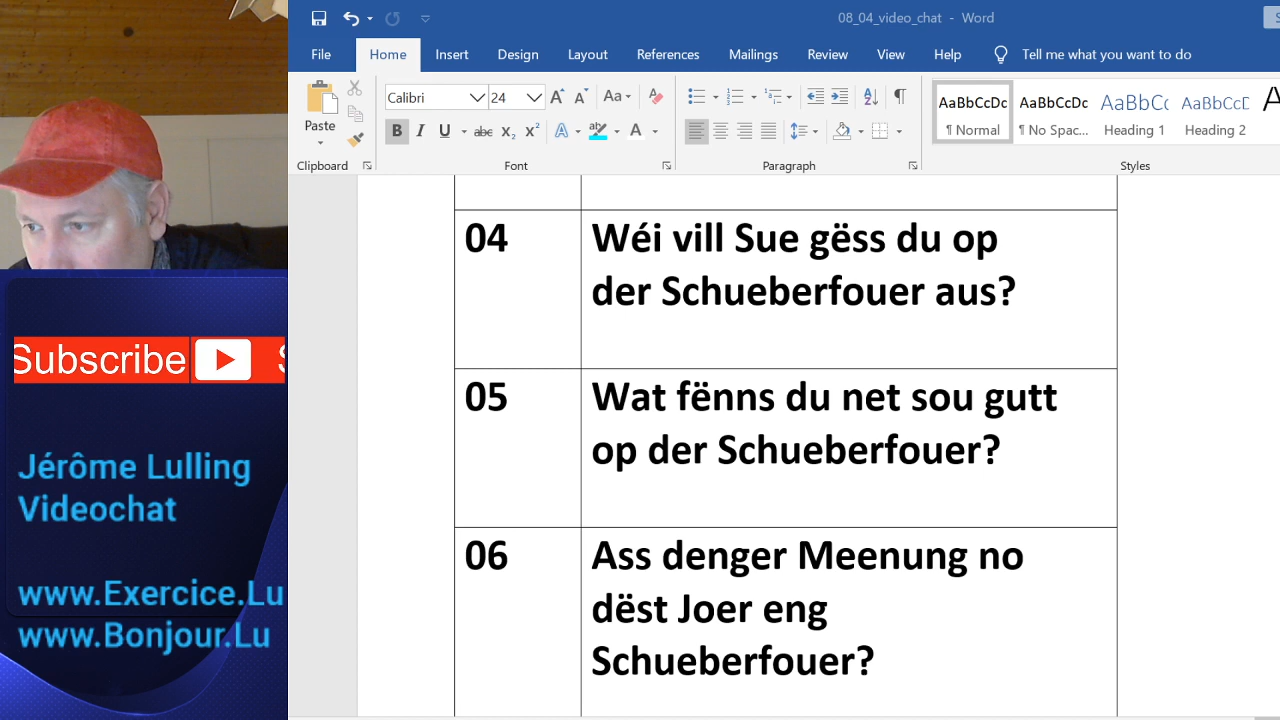 08_04_video_chat - Word
File Home Insert Design Layout References Mailings Review View Help Tell me what you want to do
Calibri 24 Aa
AaBbCcDc AaBbCcDc AaBbCc AaBbCcD
Paste
B I U abc x₂ x² A A
¶ Normal ¶ No Spac... Heading 1 Heading 2
Clipboard Font Paragraph Styles
04 Wéi vill Sue gëss du op
der Schueberfouer aus?
05 Wat fënns du net sou gutt
op der Schueberfouer?
06 Ass denger Meenung no
dëst Joer eng
Schueberfouer?
Subscribe
Jérôme Lulling
Videochat
www.Exercice.Lu
www.Bonjour.Lu